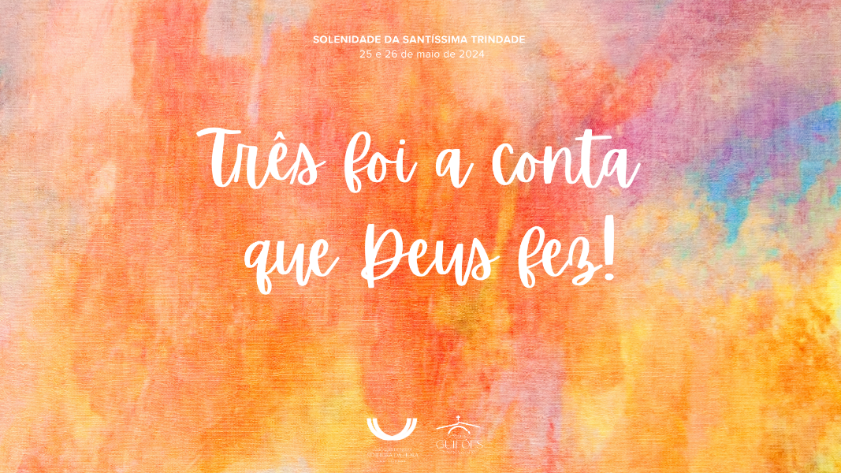 SOLENIDADE DA SANTÍSSIMA TRINDADE
25 e 26 de maio de 2024
Três foi a conta
que Deus fez!